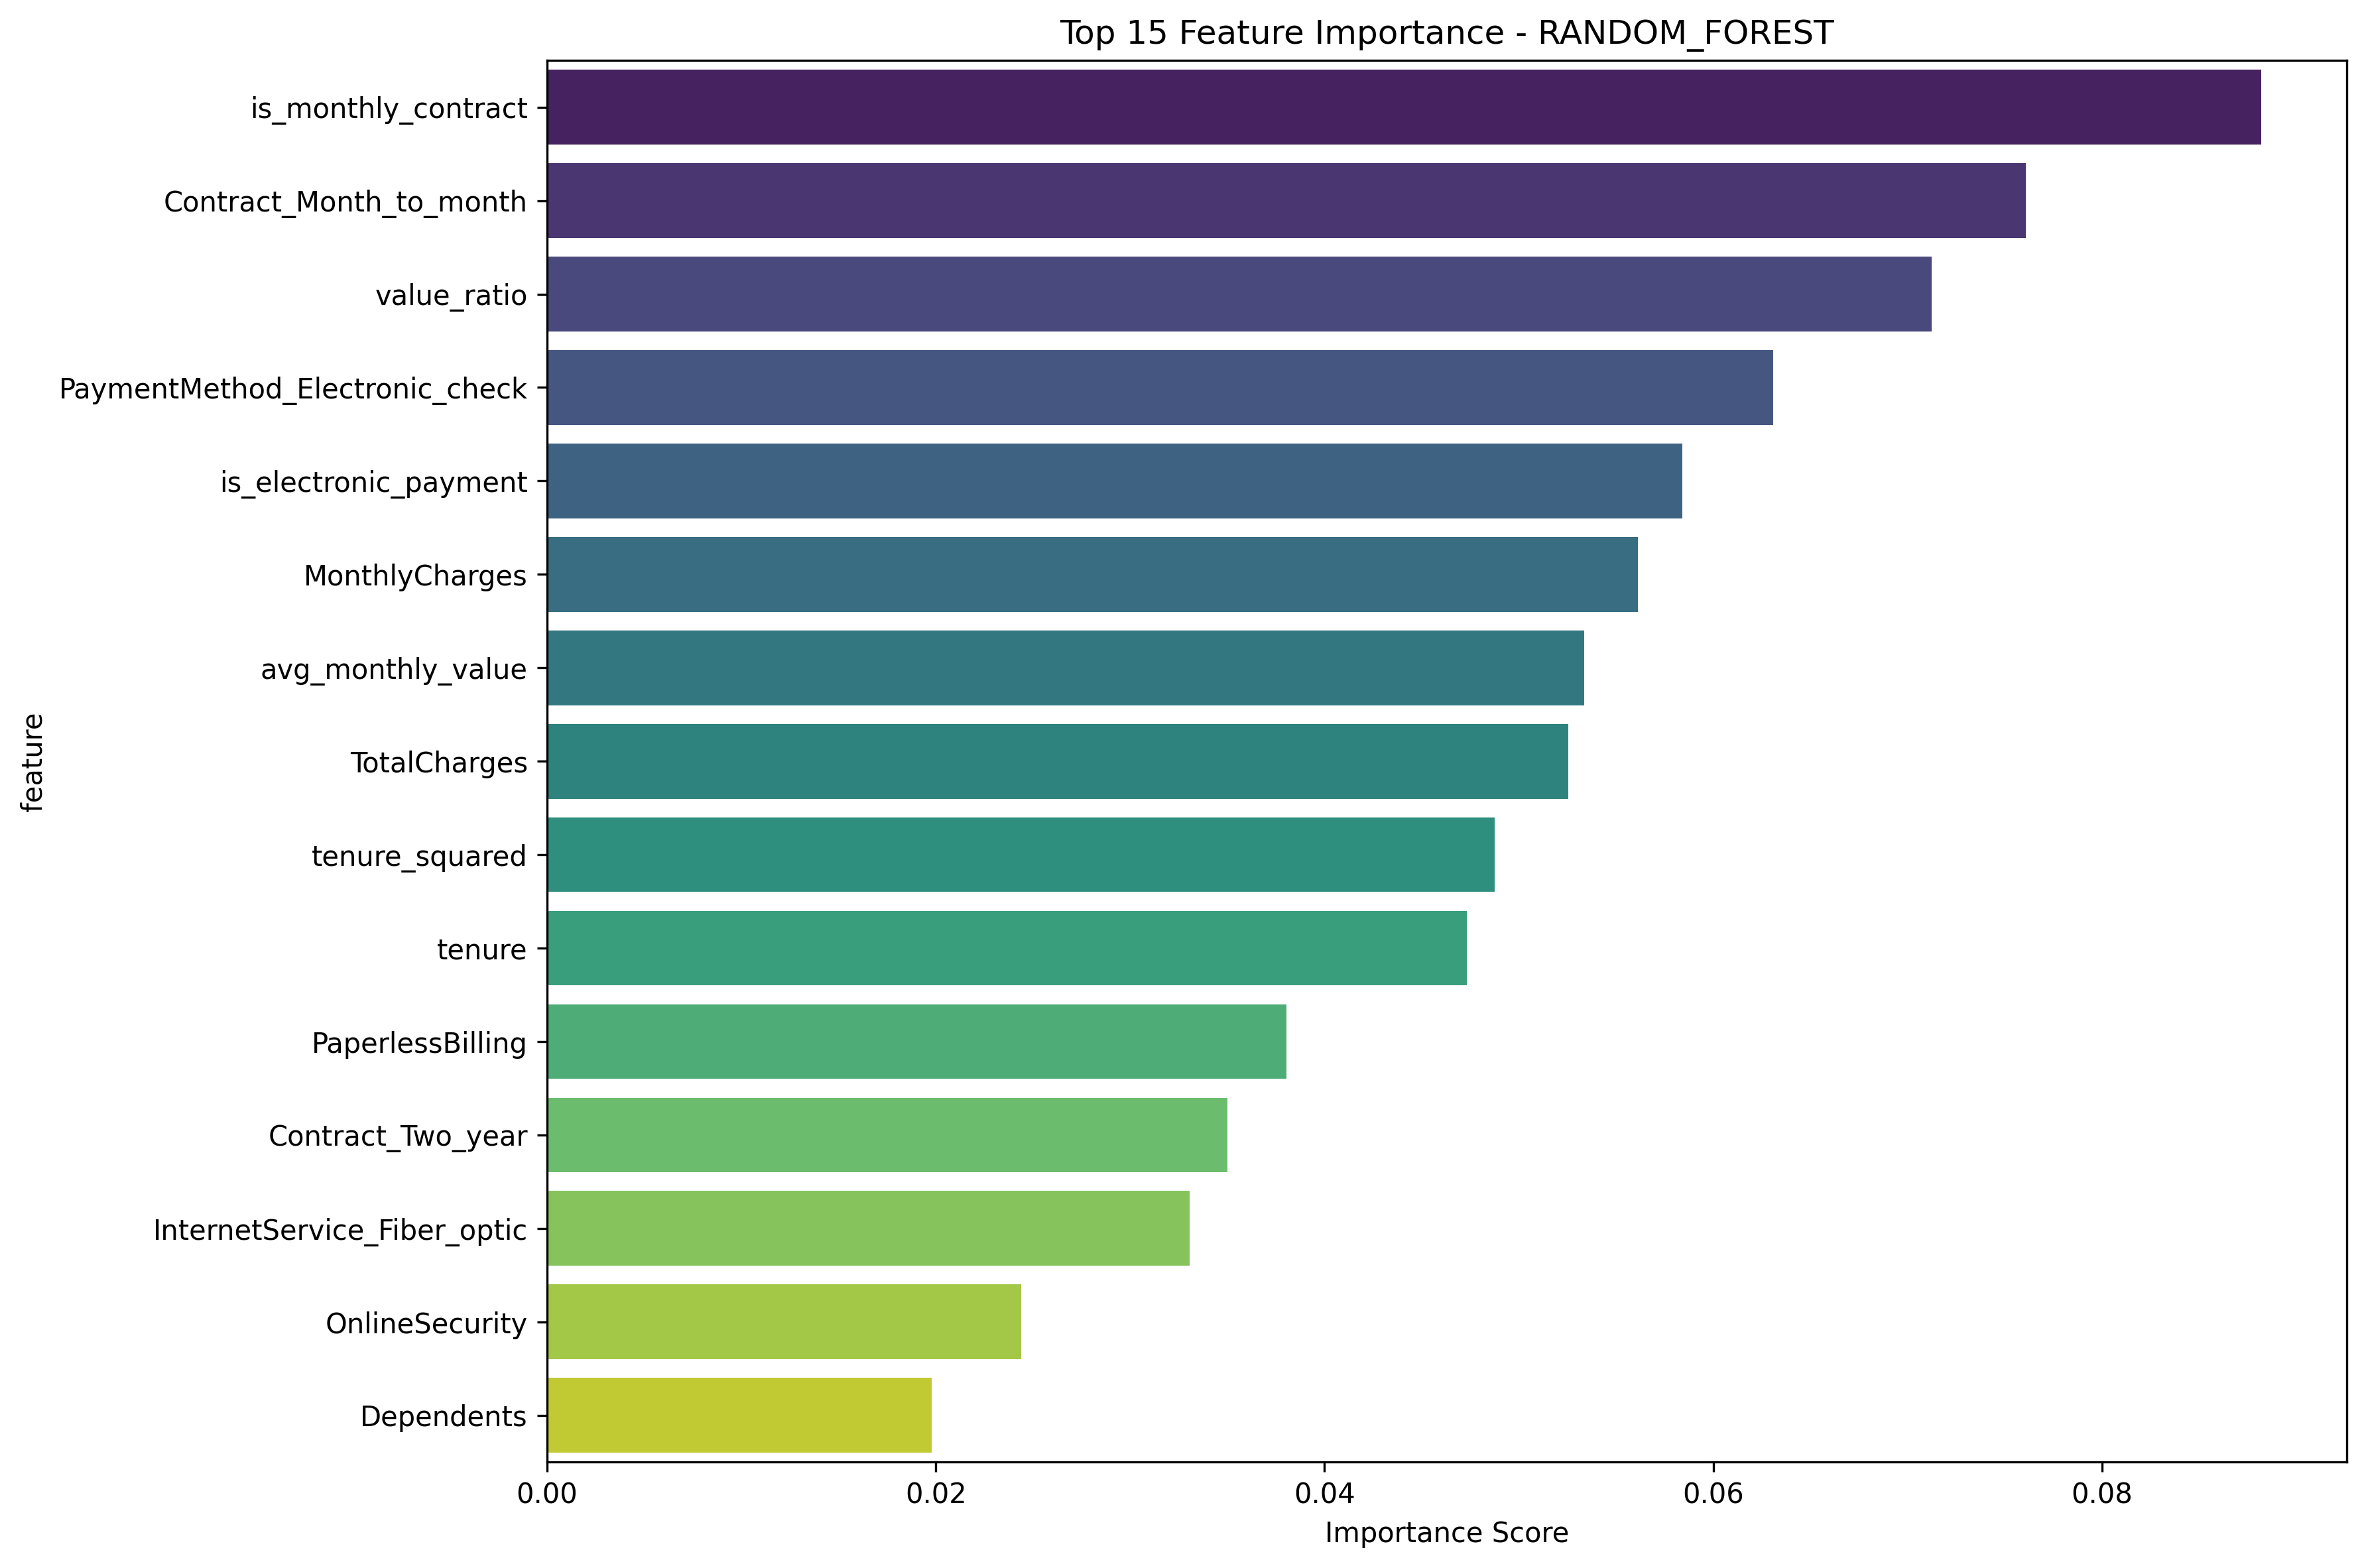 Top 15 Feature Importance - RANDOM_FOREST
feature
is_monthly_contract
Contract_Month_to_month
value_ratio
PaymentMethod_Electronic_check
is_electronic_payment
MonthlyCharges
avg_monthly_value
TotalCharges
tenure_squared
tenure
PaperlessBilling
Contract_Two_year
InternetService_Fiber_optic
OnlineSecurity
Dependents
0.00 0.02 0.04 0.06 0.08
Importance Score